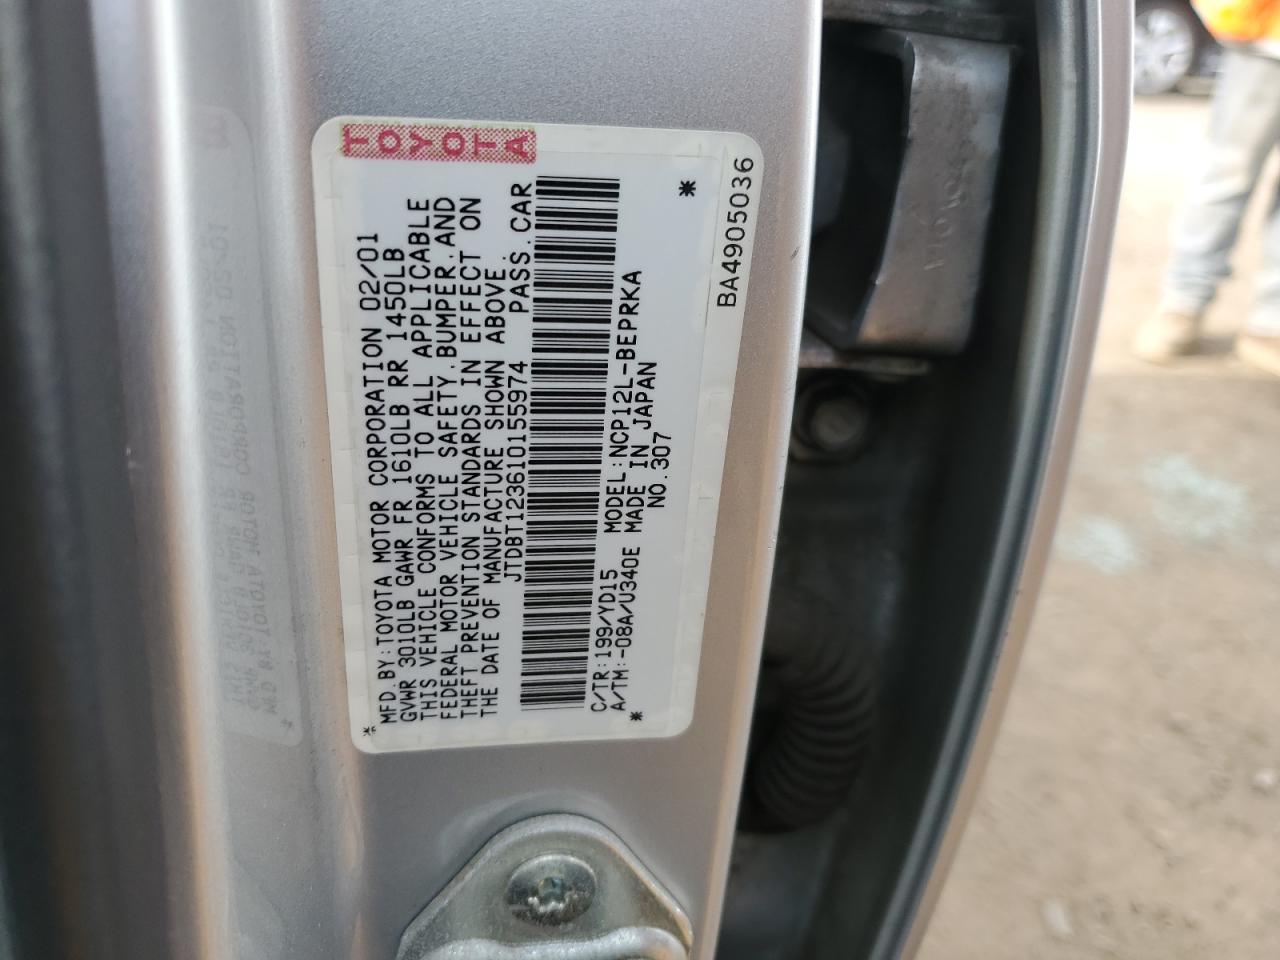 TOYOTA
MFD.BY:TOYOTA MOTOR CORPORATION 02/01
GVWR 3010LB GAWR FR 1610LB RR 1450LB
THIS VEHICLE CONFORMS TO ALL APPLICABLE
FEDERAL MOTOR VEHICLE SAFETY,BUMPER,AND
THEFT PREVENTION STANDARDS IN EFFECT ON
THE DATE OF MANUFACTURE SHOWN ABOVE.
JTDBT123610155974 PASS.CAR
C/TR:199/YD15 MODEL:NCP12L-BEPRKA
A/TM:-08A/U340E MADE IN JAPAN
* NO.307 *
BA4905036